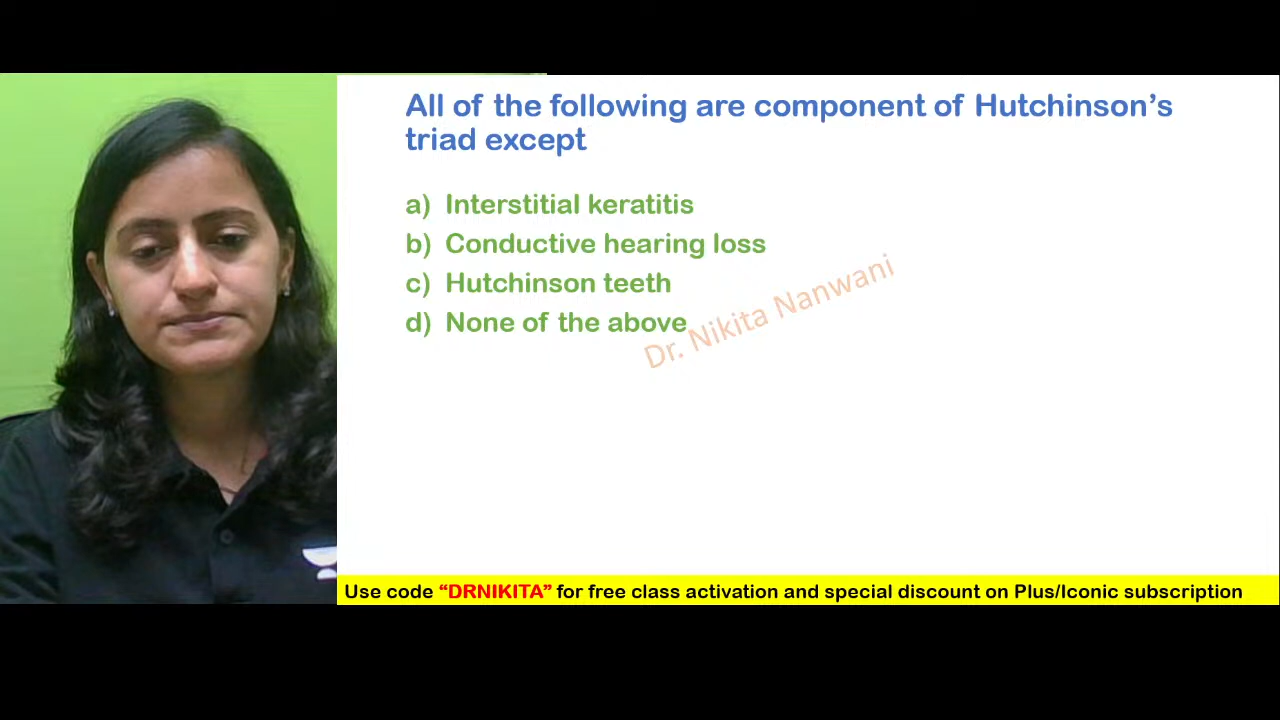 All of the following are component of Hutchinson's
triad except
a) Interstitial keratitis
b) Conductive hearing loss
c) Hutchinson teeth
d) None of the above
Dr. Nikita Nanwani
Use code “DRNIKITA” for free class activation and special discount on Plus/Iconic subscription